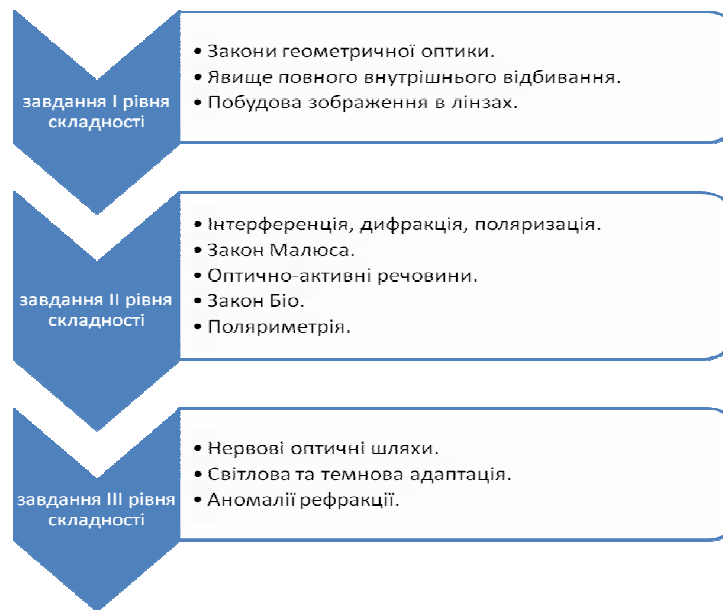 завдання І рівня
складності
• Закони геометричної оптики.
• Явище повного внутрішнього відбивання.
• Побудова зображення в лінзах.
завдання ІІ рівня
складності
• Інтерференція, дифракція, поляризація.
• Закон Малюса.
• Оптично-активні речовини.
• Закон Біо.
• Поляриметрія.
завдання ІІІ рівня
складності
• Нервові оптичні шляхи.
• Світлова та темнова адаптація.
• Аномалії рефракції.